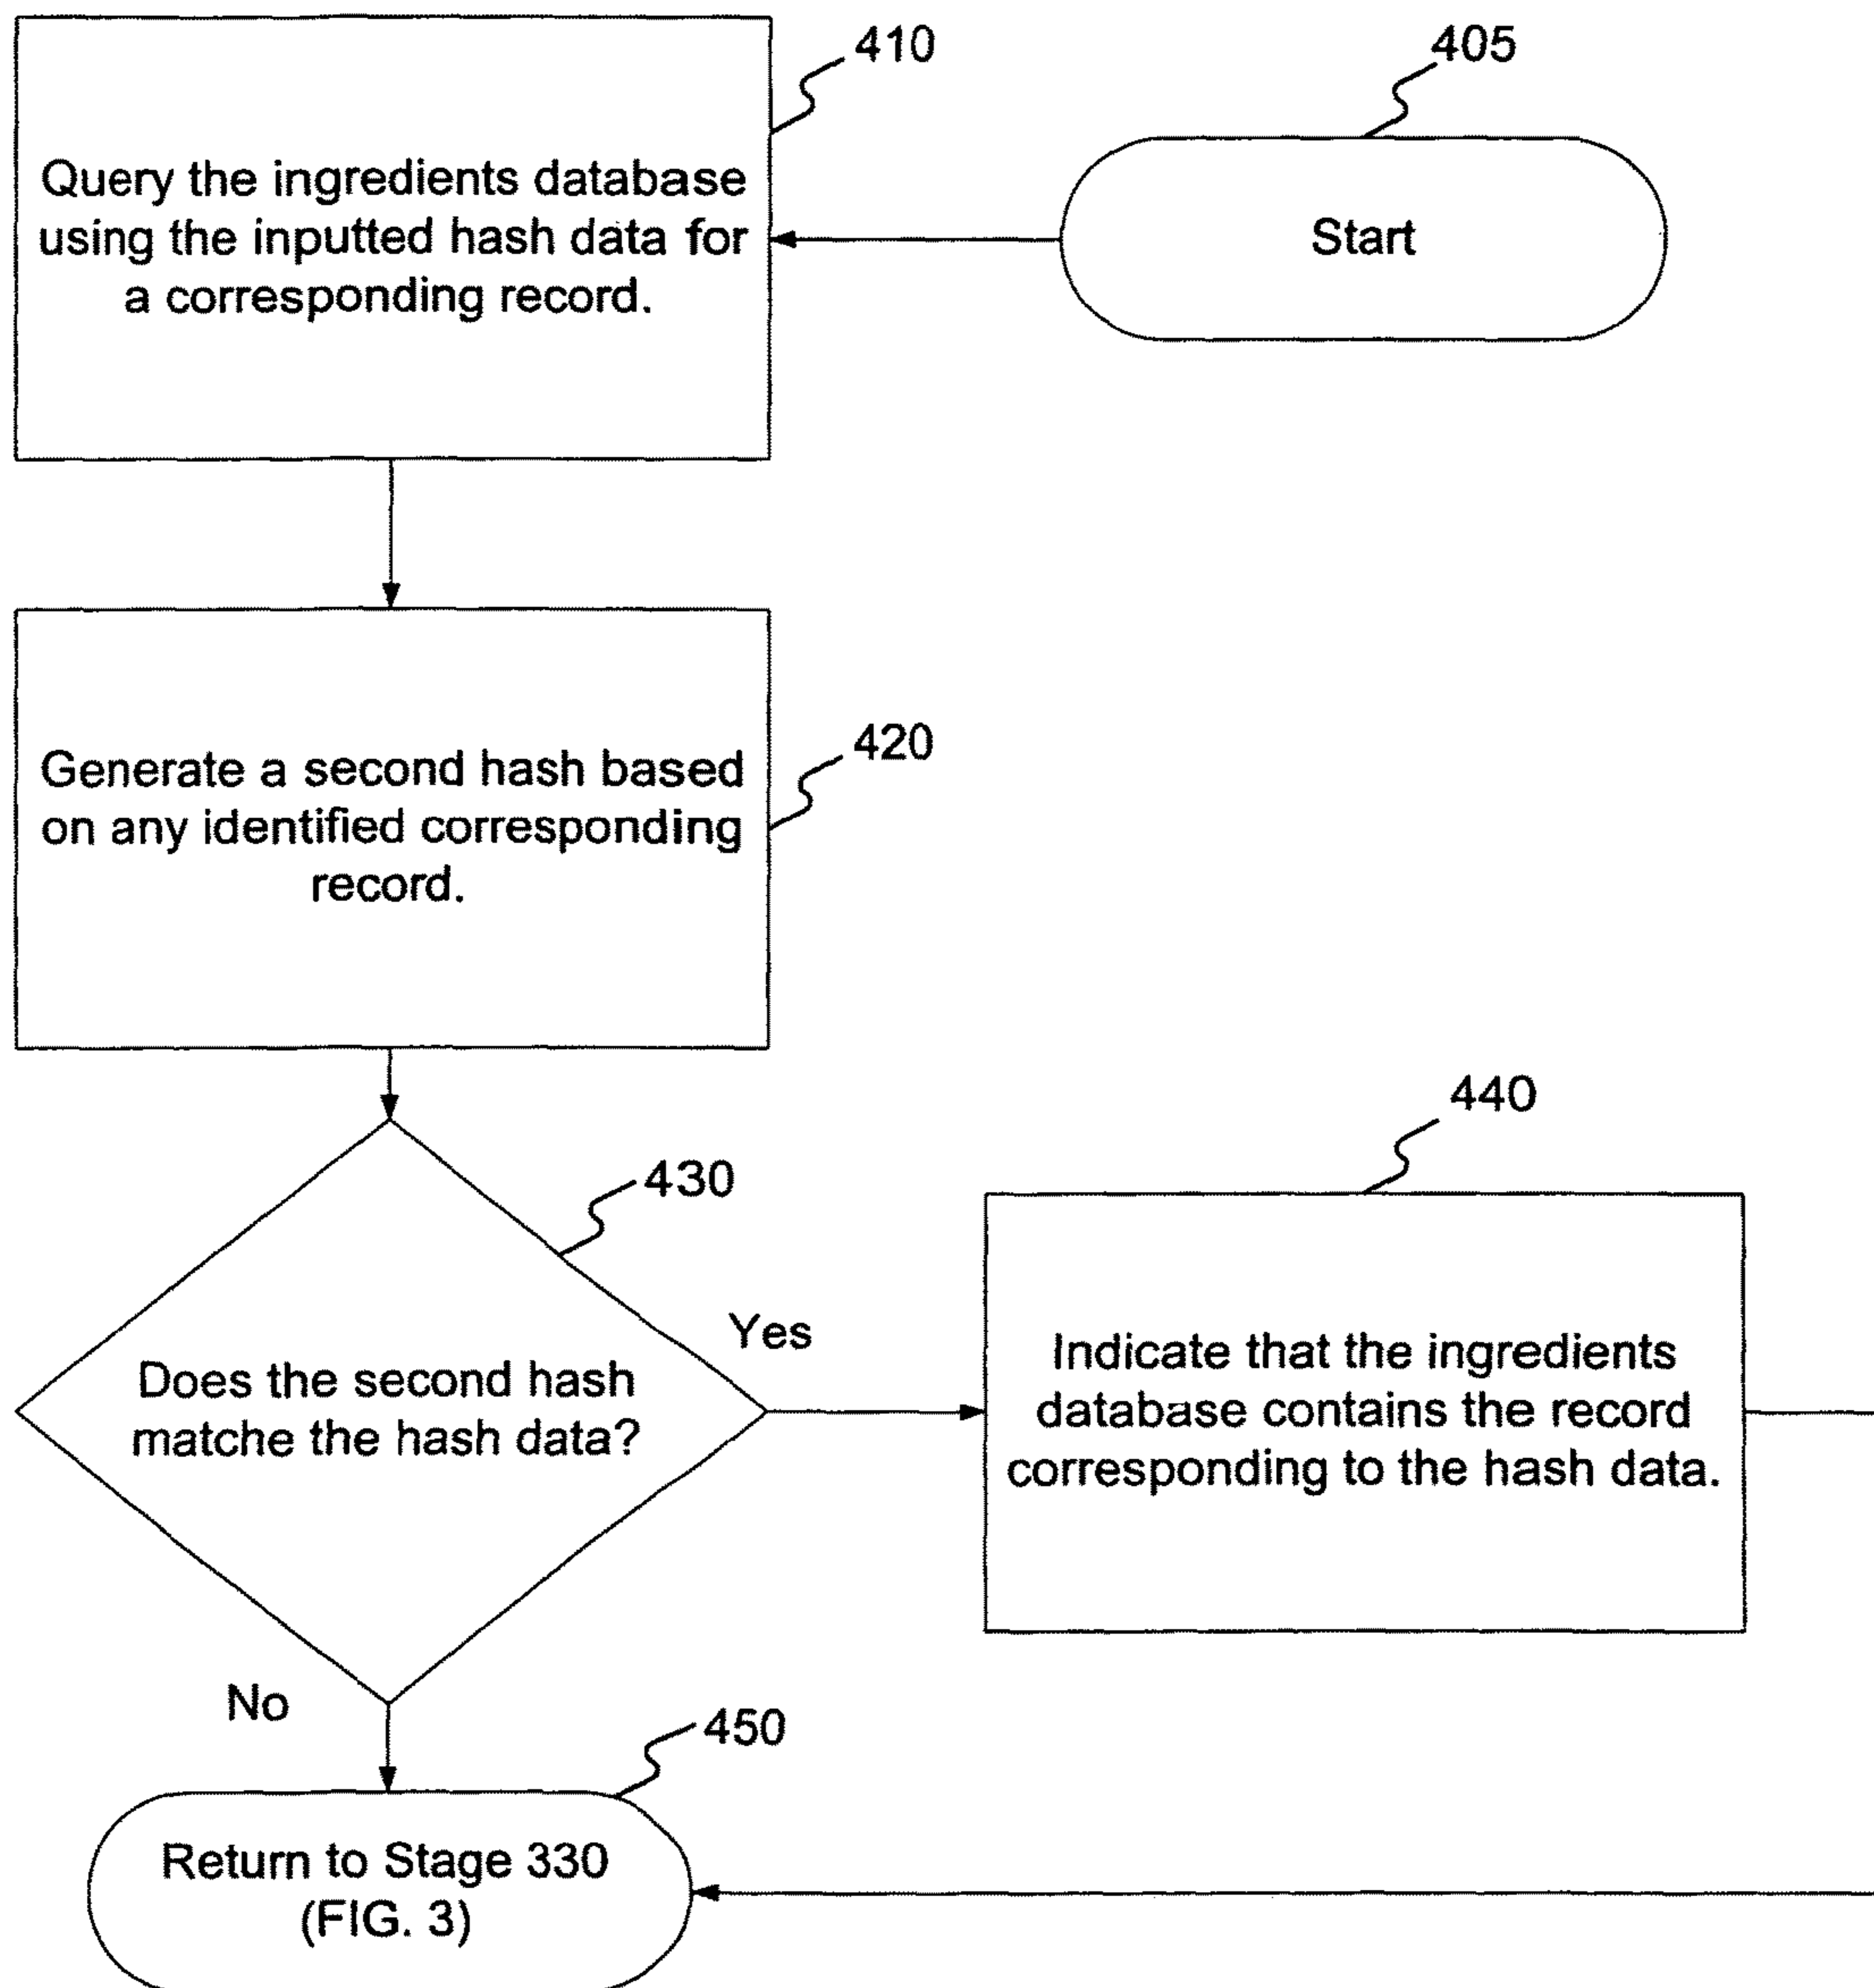 405
Start
410
Query the ingredients database
using the inputted hash data for
a corresponding record.
420
Generate a second hash based
on any identified corresponding
record.
430
Does the second hash
matche the hash data?
Yes
440
Indicate that the ingredients
database contains the record
corresponding to the hash data.
No
450
Return to Stage 330
(FIG. 3)